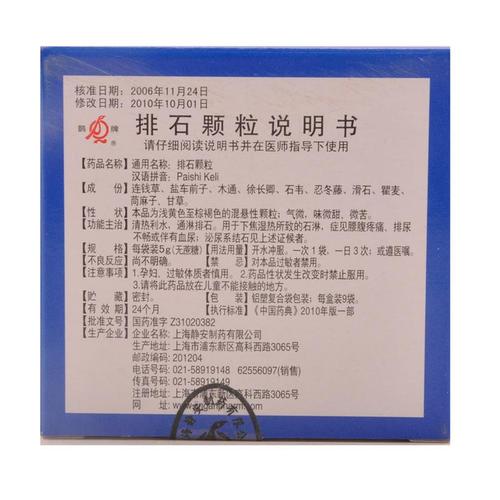 核准日期：2006年11月24日
修改日期：2010年10月01日
牌
®
排石颗粒说明书
请仔细阅读说明书并在医师指导下使用
【药品名称】通用名称：排石颗粒
汉语拼音：Paishi Keli
【成　　份】连钱草、盐车前子、木通、徐长卿、石韦、忍冬藤、滑石、瞿麦、
苘麻子、甘草。
【性　　状】本品为浅黄色至棕褐色的混悬性颗粒；气微，味微甜、微苦。
【功能主治】清热利水、通淋排石。用于下焦湿热所致的石淋，症见腰腹疼痛、排尿
不畅或伴有血尿；泌尿系结石见上述证候者。
【规　　格】每袋装5g(无蔗糖)【用法用量】开水冲服。一次1袋，一日3次；或遵医嘱。
【不良反应】尚不明确。【禁　　忌】对本品过敏者禁用。
【注意事项】1.孕妇、过敏体质者慎用。2.药品性状发生改变时禁止服用。
3.请将此药品放在儿童不能接触的地方。
【贮　　藏】密封。【包　　装】铝塑复合袋包装；每盒装9袋。
【有 效 期】24个月【执行标准】《中国药典》2010年版一部
【批准文号】国药准字 Z31020382
【生产企业】企业名称：上海静安制药有限公司
生产地址：上海市浦东新区高科西路3065号
邮政编码：201204
电话号码：021-58919148　62556097(销售)
传真号码：021-58919149
注册地址：上海市浦东新区高科西路3065号